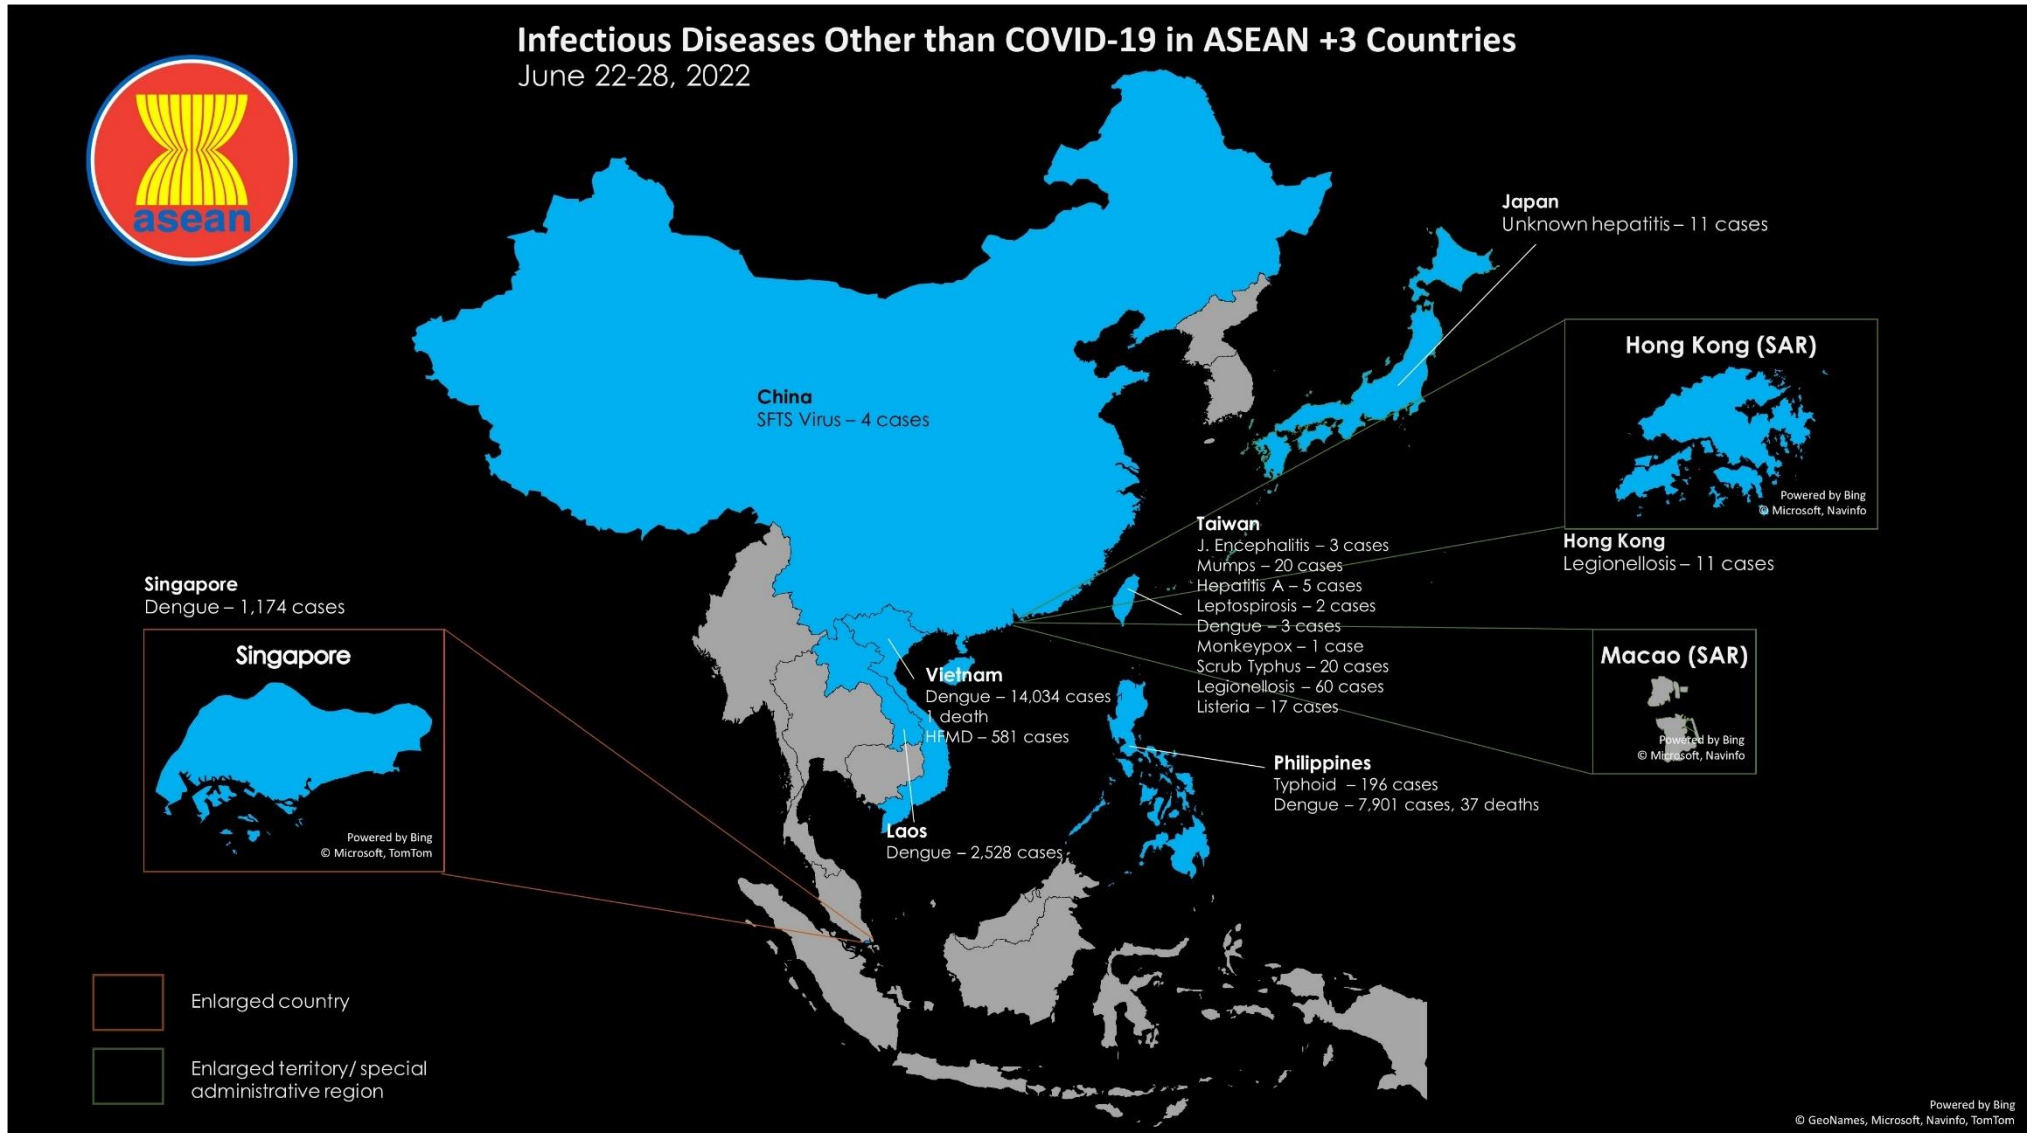 Infectious Diseases Other than COVID-19 in ASEAN +3 Countries
June 22-28, 2022
asean
Japan
Unknown hepatitis – 11 cases
Hong Kong (SAR)
Powered by Bing
© Microsoft, Navinfo
Hong Kong
Legionellosis – 11 cases
China
SFTS Virus – 4 cases
Taiwan
J. Encephalitis – 3 cases
Mumps – 20 cases
Hepatitis A – 5 cases
Leptospirosis – 2 cases
Dengue – 3 cases
Monkeypox – 1 case
Scrub Typhus – 20 cases
Legionellosis – 60 cases
Listeria – 17 cases
Singapore
Dengue – 1,174 cases
Singapore
Powered by Bing
© Microsoft, TomTom
Macao (SAR)
Powered by Bing
© Microsoft, Navinfo
Vietnam
Dengue – 14,034 cases
1 death
HFMD – 581 cases
Philippines
Typhoid – 196 cases
Dengue – 7,901 cases, 37 deaths
Laos
Dengue – 2,528 cases
Enlarged country
Enlarged territory/ special
administrative region
Powered by Bing
© GeoNames, Microsoft, Navinfo, TomTom